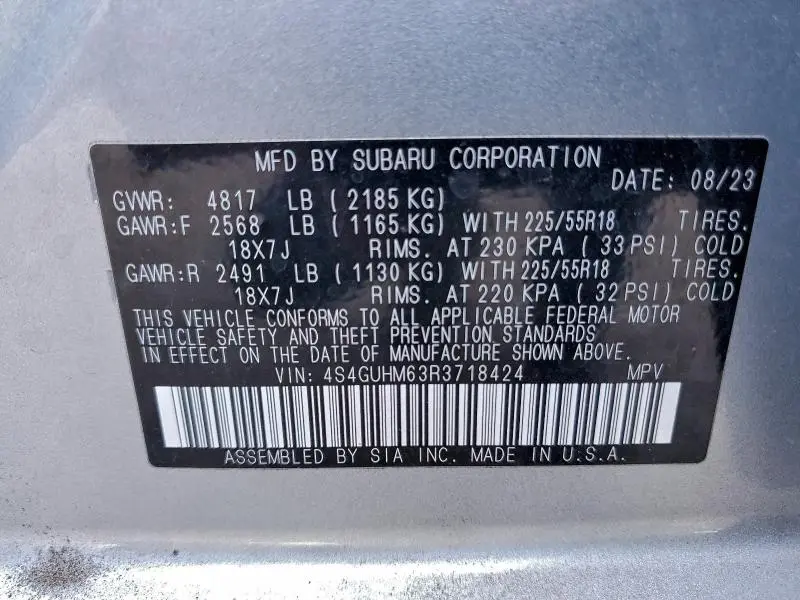 MFD BY SUBARU CORPORATION
DATE: 08/23
GVWR: 4817 LB ( 2185 KG)
GAWR:F 2568 LB ( 1165 KG) WITH 225/55R18 TIRES.
18X7J RIMS. AT 230 KPA ( 33 PSI) COLD
GAWR:R 2491 LB ( 1130 KG) WITH 225/55R18 TIRES.
18X7J RIMS. AT 220 KPA ( 32 PSI) COLD
THIS VEHICLE CONFORMS TO ALL APPLICABLE FEDERAL MOTOR
VEHICLE SAFETY AND THEFT PREVENTION STANDARDS
IN EFFECT ON THE DATE OF MANUFACTURE SHOWN ABOVE.
VIN: 4S4GUHM63R3718424 MPV
ASSEMBLED BY SIA INC. MADE IN U.S.A.